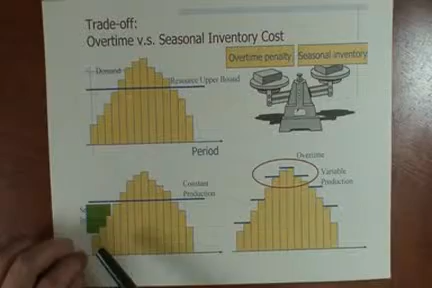 Trade-off:
Overtime v.s. Seasonal Inventory Cost
Overtime penalty
Seasonal inventory
Demand
Resource Upper Bound
Period
Overtime
Constant
Production
Variable
Production